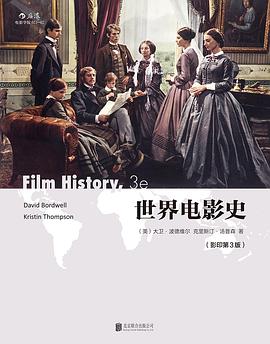 后浪
电影学院
Film History, 3e
David Bordwell
Kristin Thompson
世界电影史
（美）大卫·波德维尔 克里斯汀·汤普森 著
（影印第3版）
北京联合出版公司